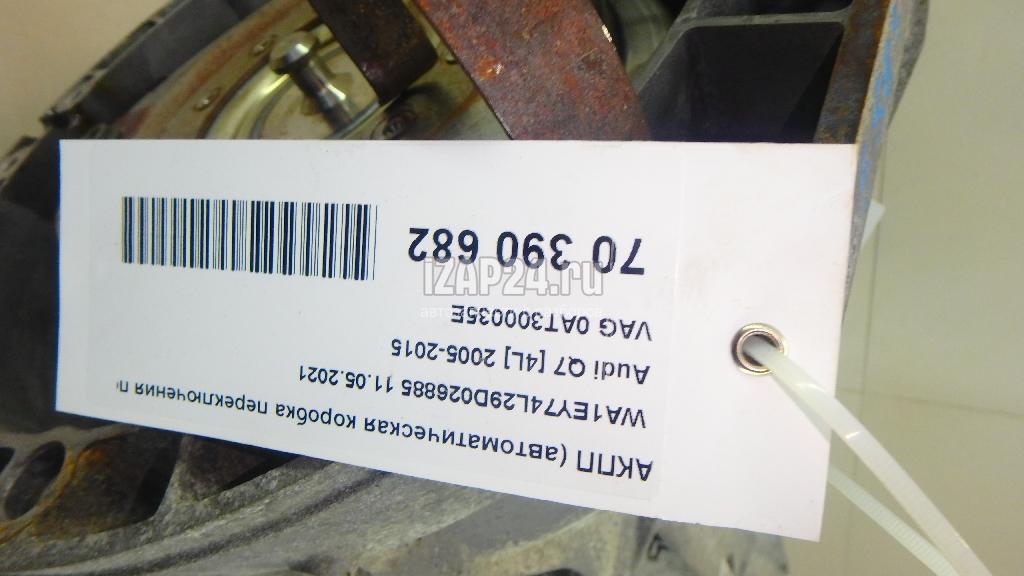 АКПП (автоматическая коробка переключения
WA1EY74L29D026885 11.05.2021
Audi Q7 [4L] 2005-2015
VAG 0AT300035E
70 390 682
IZAP24.ru